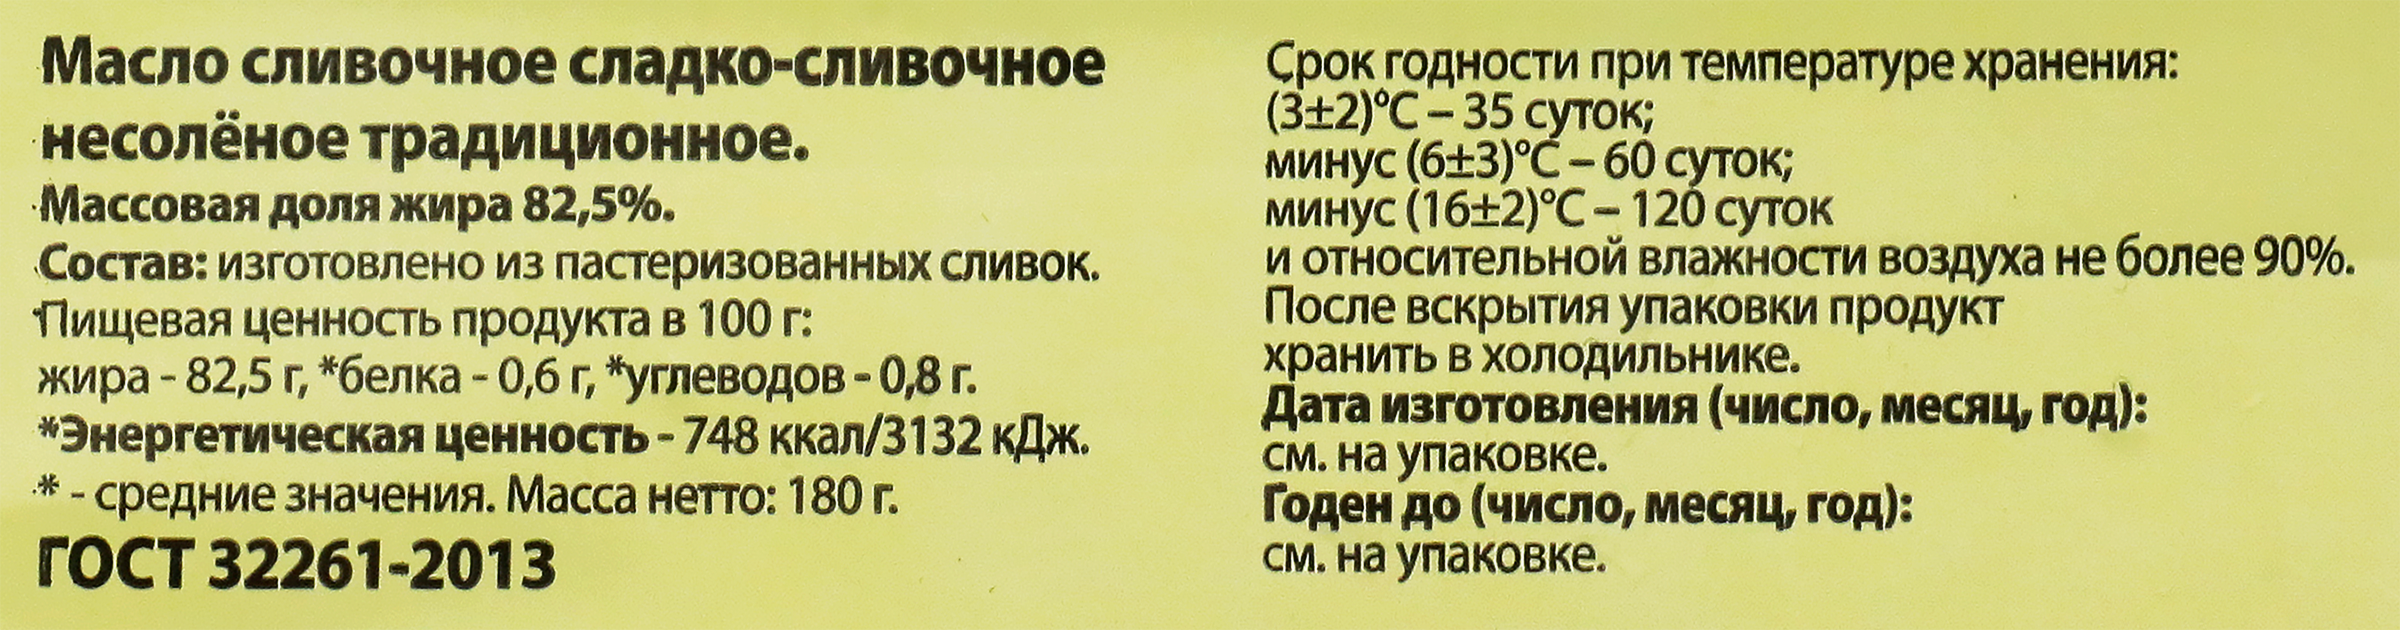 Масло сливочное сладко-сливочное
несолёное традиционное.
Массовая доля жира 82,5%.
Состав: изготовлено из пастеризованных сливок.
Пищевая ценность продукта в 100 г:
жира - 82,5 г, *белка - 0,6 г, *углеводов - 0,8 г.
*Энергетическая ценность - 748 ккал/3132 кДж.
* - средние значения. Масса нетто: 180 г.
ГОСТ 32261-2013
Срок годности при температуре хранения:
(3±2)°С – 35 суток;
минус (6±3)°С – 60 суток;
минус (16±2)°С – 120 суток
и относительной влажности воздуха не более 90%.
После вскрытия упаковки продукт
хранить в холодильнике.
Дата изготовления (число, месяц, год):
см. на упаковке.
Годен до (число, месяц, год):
см. на упаковке.